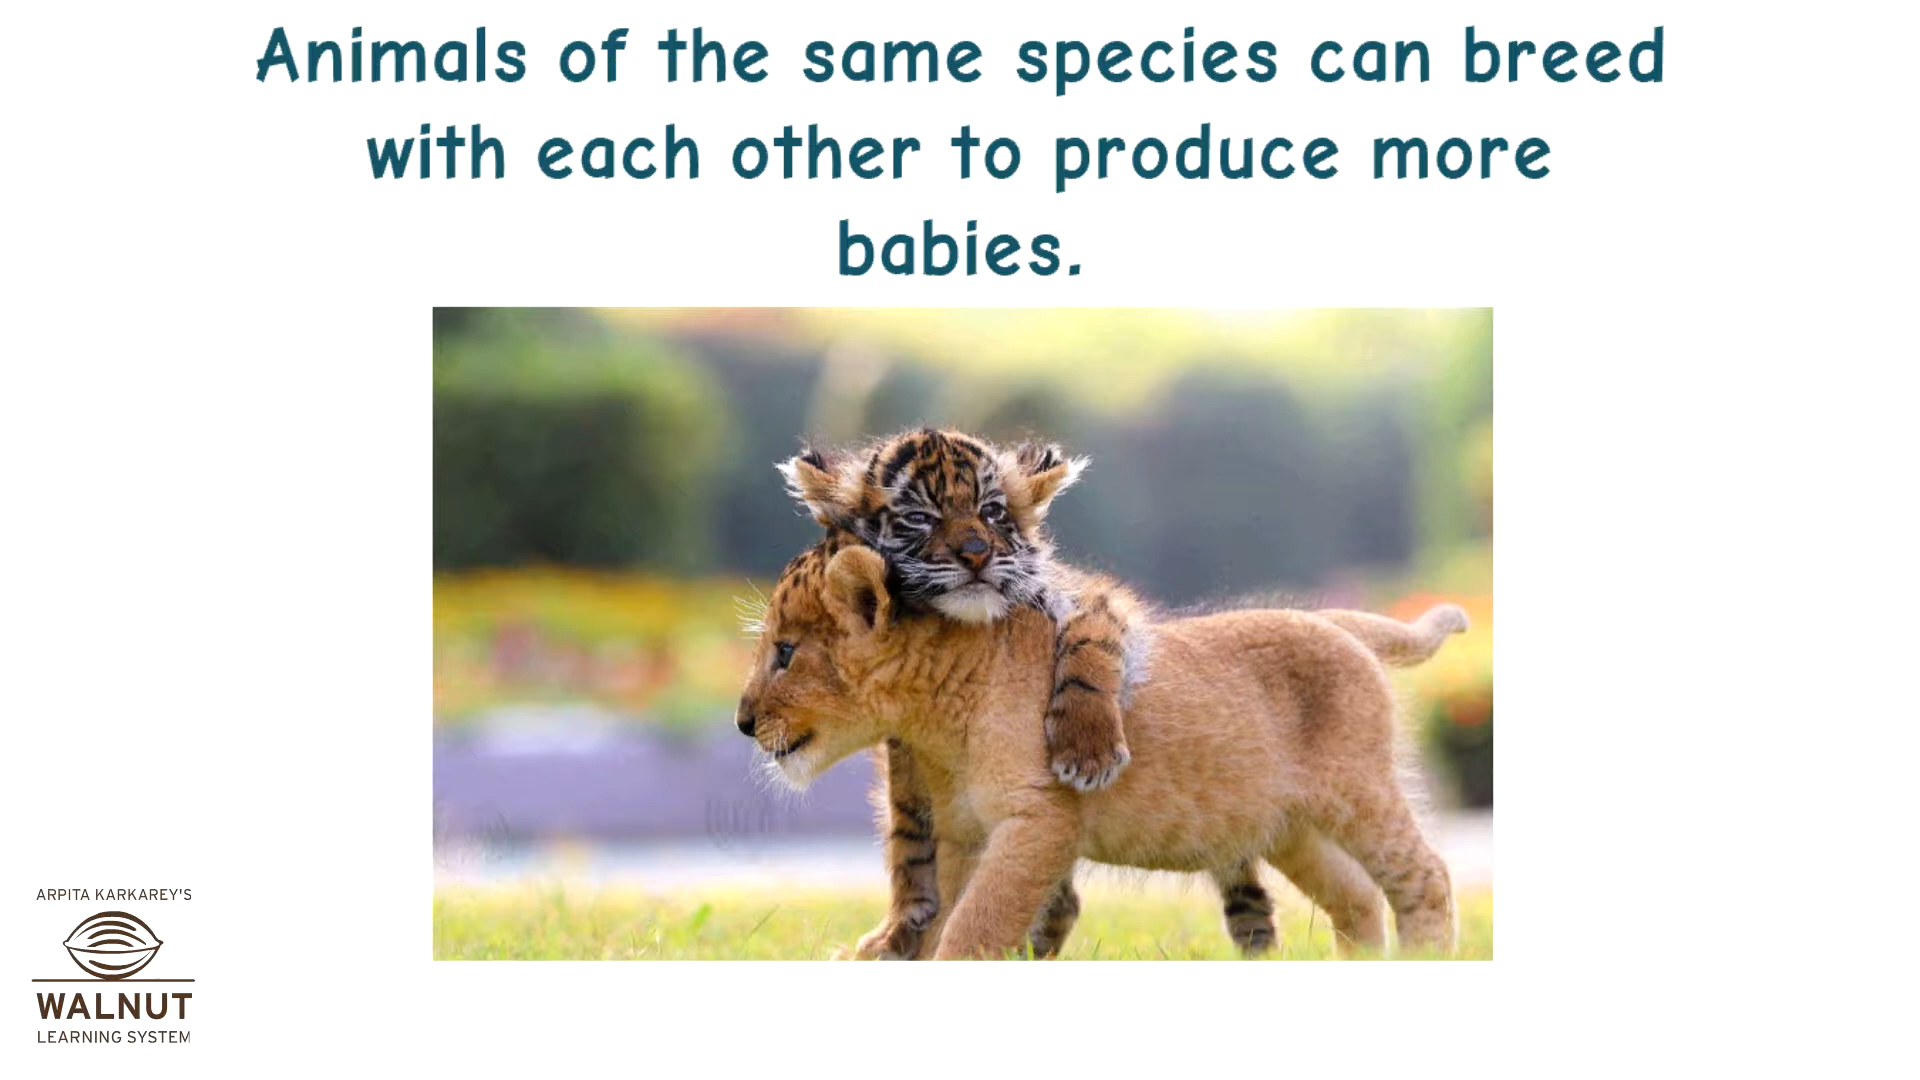 Animals of the same species can breed
with each other to produce more
babies.
ARPITA KARKAREY'S
WALNUT
LEARNING SYSTEM